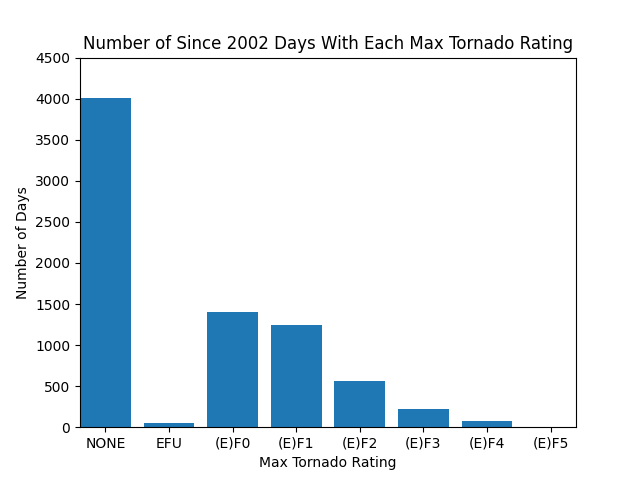 Number of Since 2002 Days With Each Max Tornado Rating
4500
4000
3500
3000
2500
2000
1500
1000
500
0
Number of Days
NONE EFU (E)F0 (E)F1 (E)F2 (E)F3 (E)F4 (E)F5
Max Tornado Rating